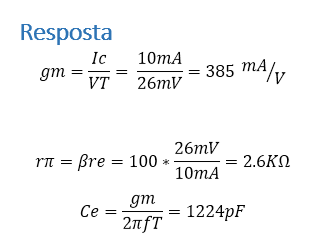 Resposta
gm = Ic/VT = 10mA/26mV = 385 mA/V
rπ = βre = 100 * 26mV/10mA = 2.6KΩ
Ce = gm/2πfT = 1224pF